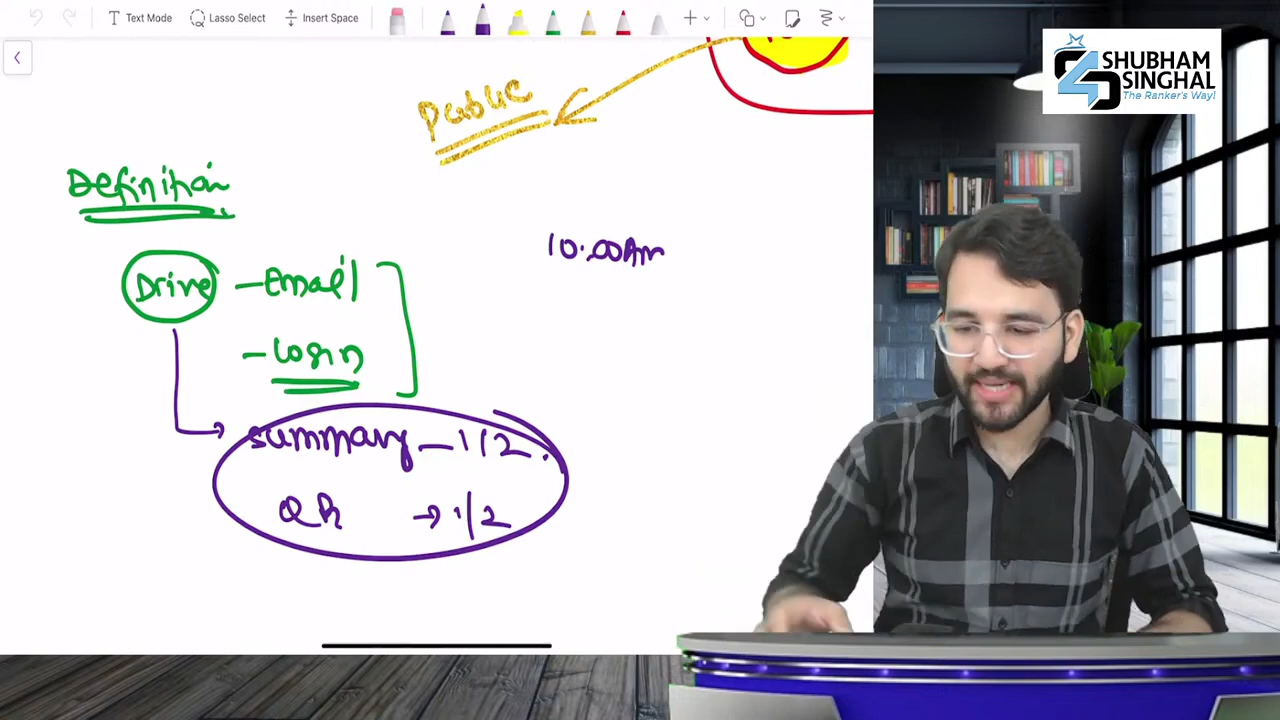 Text Mode Lasso Select Insert Space
SHUBHAM
SINGHAL
The Ranker's Way!
Public
Definition
10:00Am
Drive - Email
- Login
Summary - 1/2
QR → 1/2